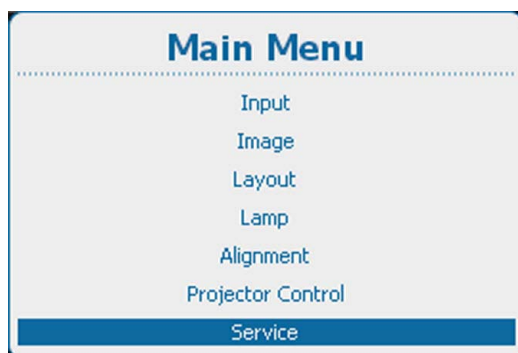 Main Menu
Input
Image
Layout
Lamp
Alignment
Projector Control
Service